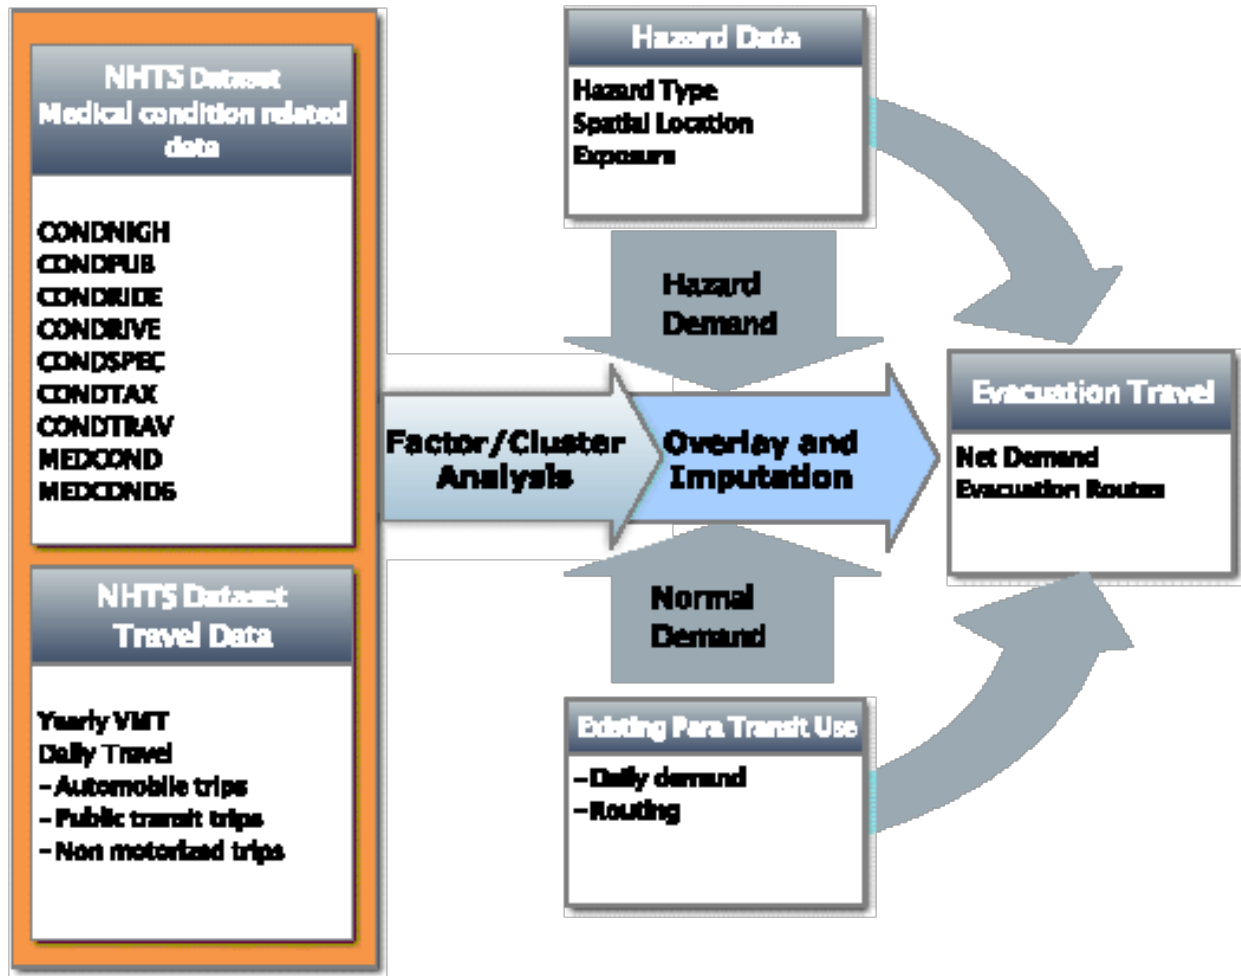 NHTS Dataset
Medical condition related
data
CONDNIGH
CONDPUB
CONDRIDE
CONDRIVE
CONDSPEC
CONDTAX
CONDTRAV
MEDCOND
MEDCOND6
NHTS Dataset
Travel Data
Yearly VMT
Daily Travel
-Automobile trips
-Public transit trips
-Non motorized trips
Factor/Cluster
Analysis
Hazard Data
Hazard Type
Spatial Location
Exposure
Hazard
Demand
Overlay and
Imputation
Normal
Demand
Existing Para Transit Use
-Daily demand
-Routing
Evacuation Travel
Net Demand
Evacuation Routes